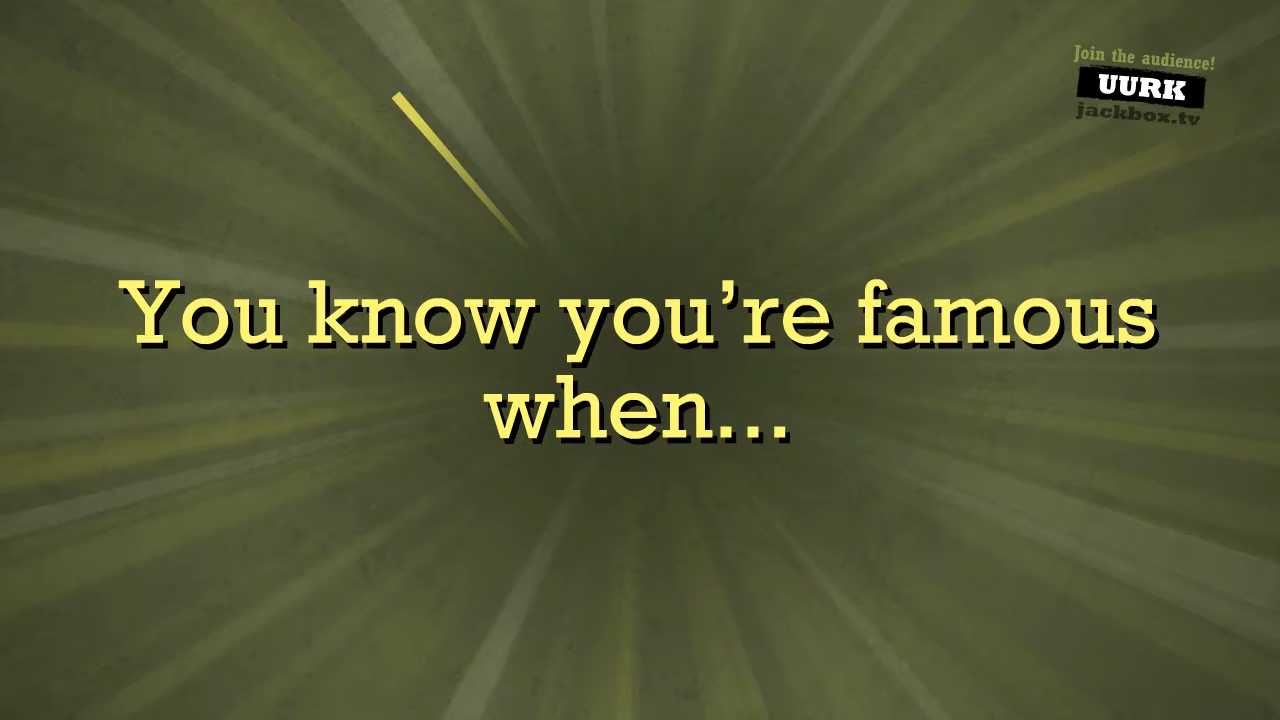 Join the audience!
UURK
jackbox.tv
You know you're famous
when...